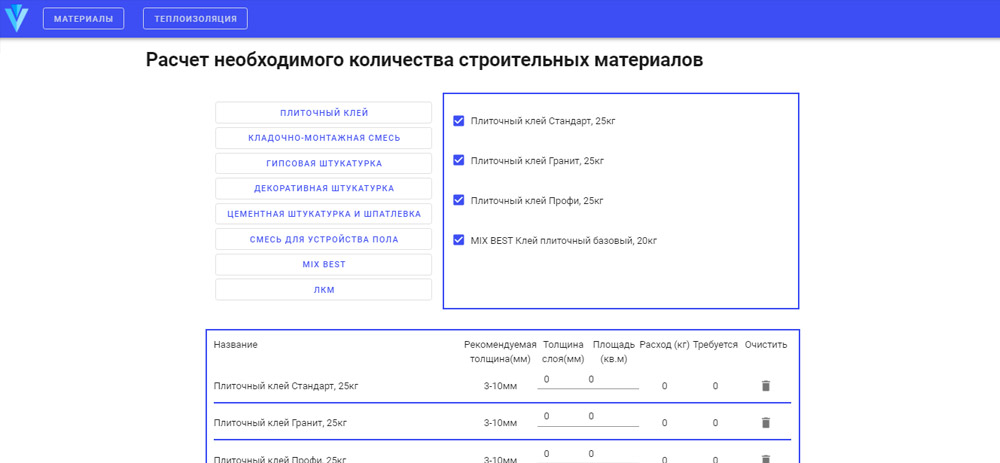 МАТЕРИАЛЫ ТЕПЛОИЗОЛЯЦИЯ
Расчет необходимого количества строительных материалов
ПЛИТОЧНЫЙ КЛЕЙ
КЛАДОЧНО-МОНТАЖНАЯ СМЕСЬ
ГИПСОВАЯ ШТУКАТУРКА
ДЕКОРАТИВНАЯ ШТУКАТУРКА
ЦЕМЕНТНАЯ ШТУКАТУРКА И ШПАТЛЕВКА
СМЕСЬ ДЛЯ УСТРОЙСТВА ПОЛА
MIX BEST
ЛКМ
Плиточный клей Стандарт, 25кг
Плиточный клей Гранит, 25кг
Плиточный клей Профи, 25кг
MIX BEST Клей плиточный базовый, 20кг
Название Рекомендуемая Толщина Площадь Расход (кг) Требуется Очистить
толщина(мм) слоя(мм) (кв.м)
Плиточный клей Стандарт, 25кг 3-10мм 0 0 0 0
Плиточный клей Гранит, 25кг 3-10мм 0 0 0 0
Плиточный клей Профи, 25кг 3-10мм 0 0 0 0